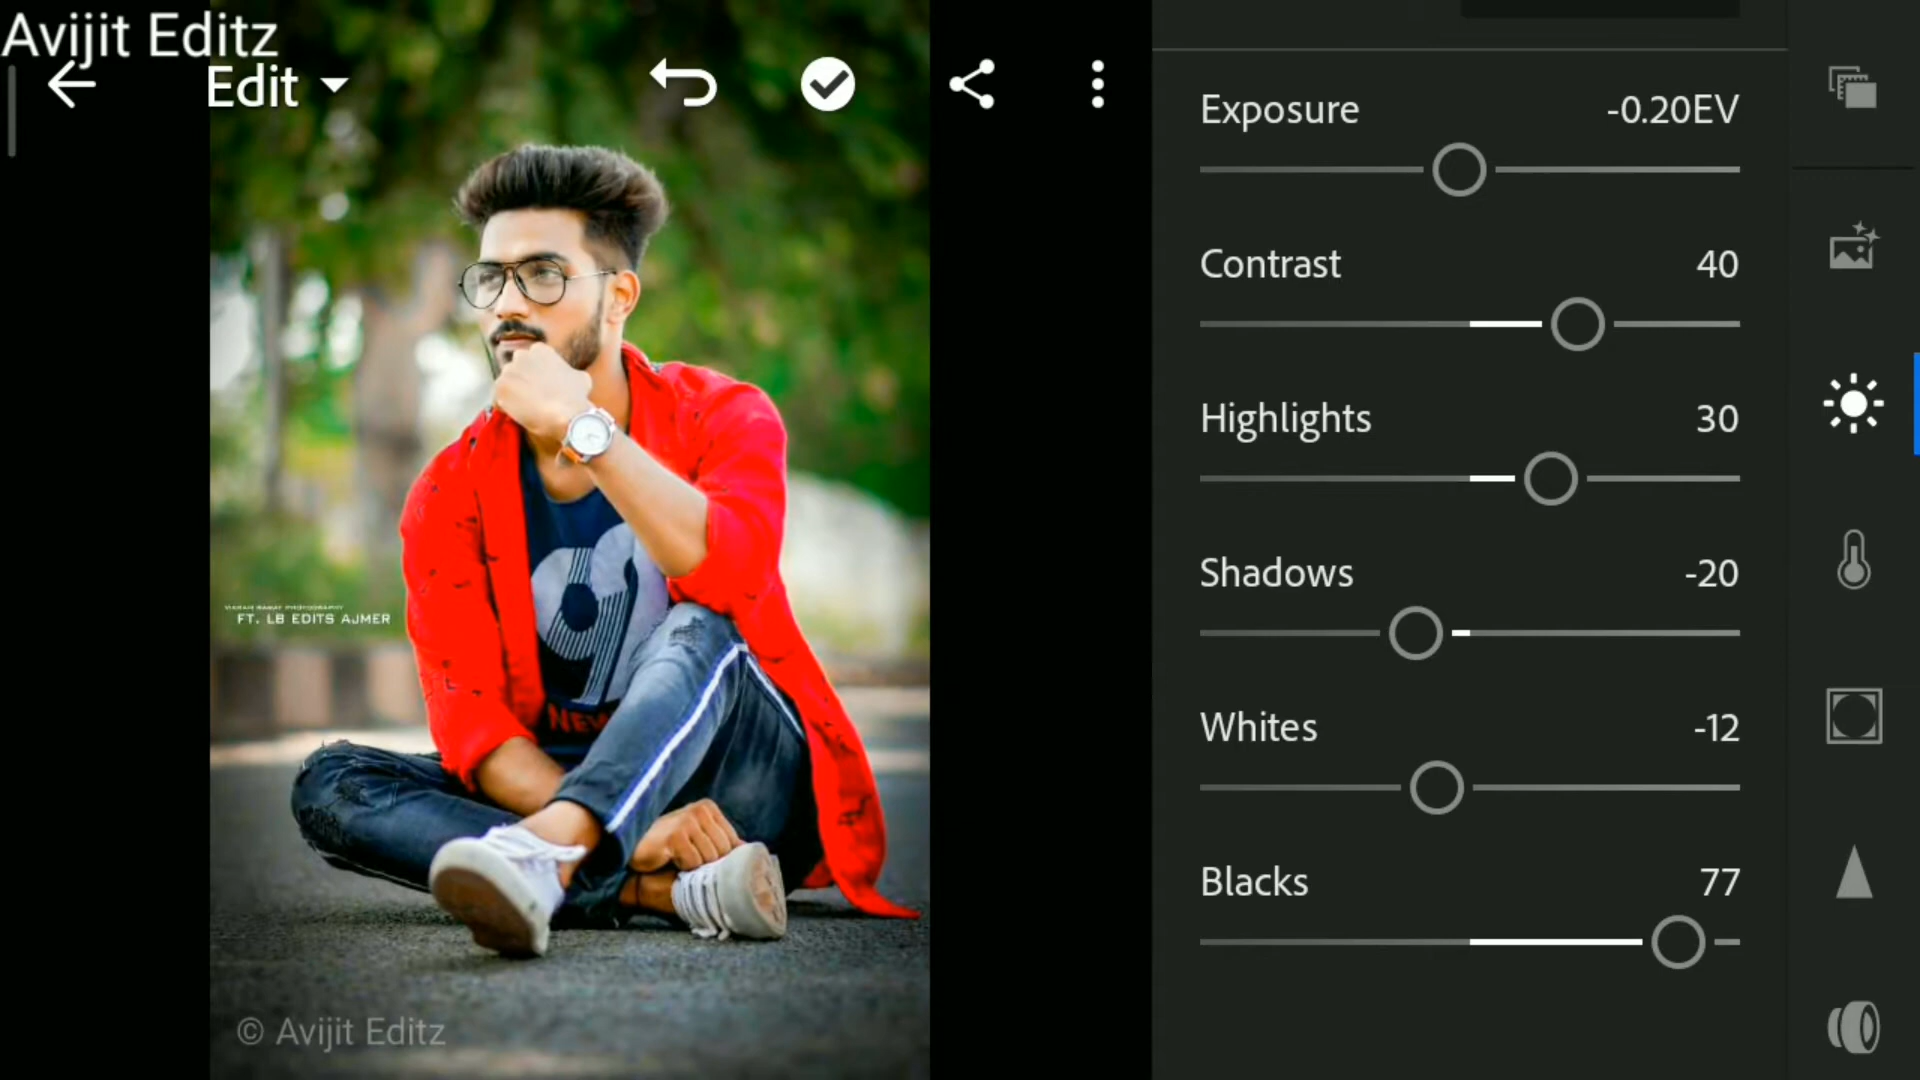 Avijit Editz
Edit
FT. LB EDITS AJMER
NEW
© Avijit Editz
Exposure -0.20EV
Contrast 40
Highlights 30
Shadows -20
Whites -12
Blacks 77